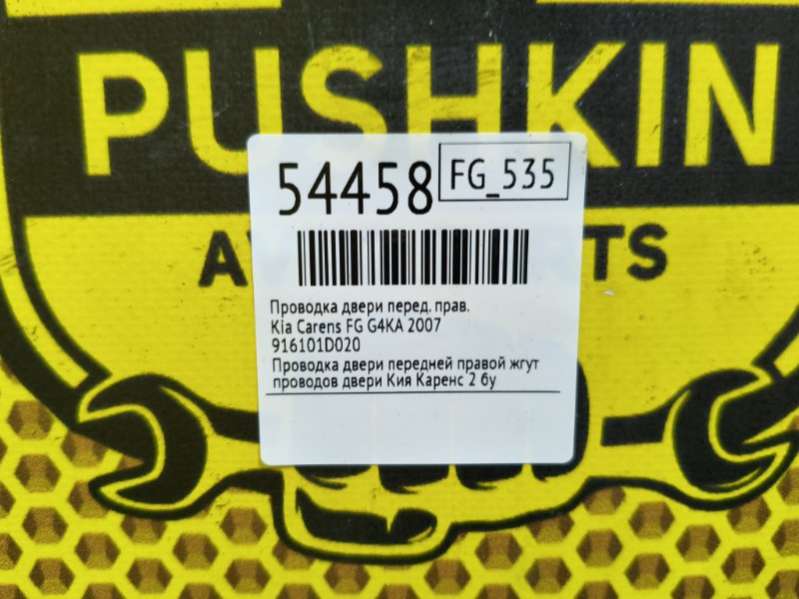 PUSHKIN
54458
FG_535
Проводка двери перед. прав.
Kia Carens FG G4KA 2007
916101D020
Проводка двери передней правой жгут
проводов двери Кия Каренс 2 бу